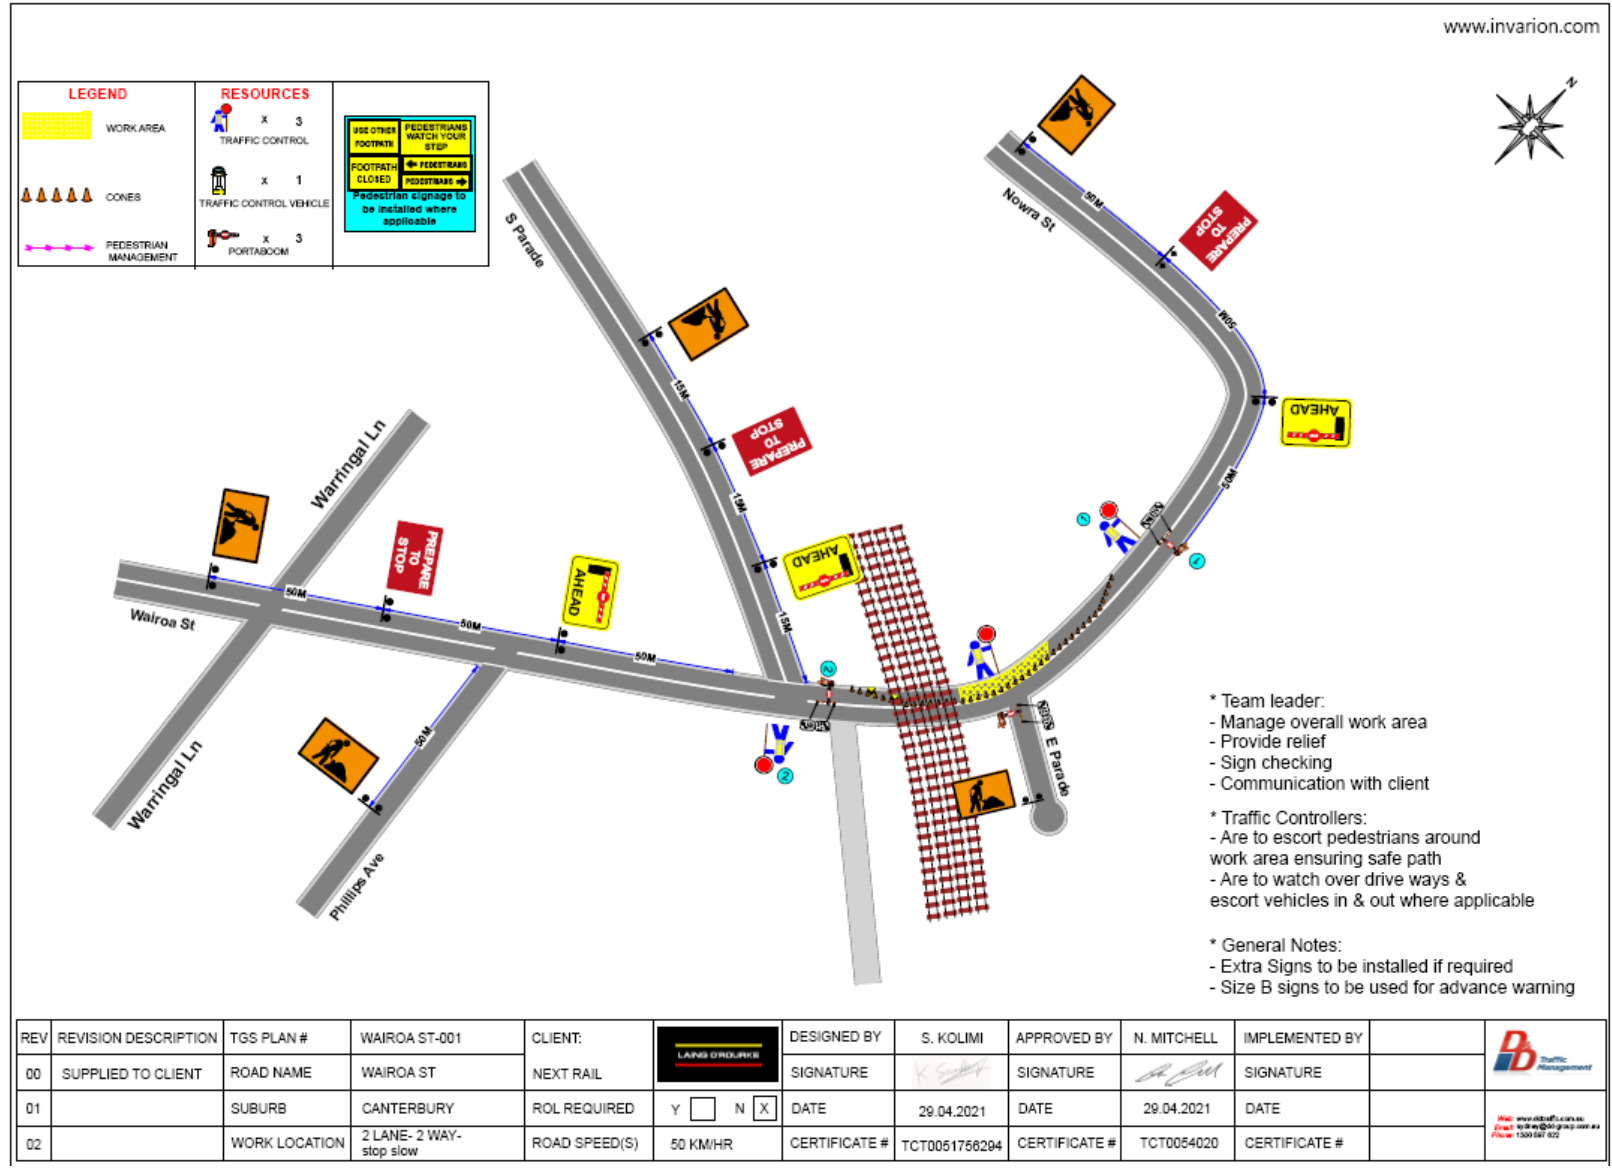 www.invarion.com
LEGEND
WORK AREA
CONES
PEDESTRIAN
MANAGEMENT
RESOURCES
x 3
TRAFFIC CONTROL
x 1
TRAFFIC CONTROL VEHICLE
x 3
PORTABOOM
USE OTHER
FOOTPATH
PEDESTRIANS
WATCH YOUR
STEP
FOOTPATH
CLOSED
PEDESTRIANS
PEDESTRIANS
Pedestrian signage to
be installed where
applicable
N
S Parade
Nowra St
50M
PREPARE
TO
STOP
50M
AHEAD
50M
15M
PREPARE
TO
STOP
15M
AHEAD
15M
Warringal Ln
Wairoa St
50M
PREPARE
TO
STOP
50M
AHEAD
50M
Warringal Ln
50M
Phillips Ave
2
2
2
1
E Parade
* Team leader:
- Manage overall work area
- Provide relief
- Sign checking
- Communication with client
* Traffic Controllers:
- Are to escort pedestrians around
work area ensuring safe path
- Are to watch over drive ways &
escort vehicles in & out where applicable
* General Notes:
- Extra Signs to be installed if required
- Size B signs to be used for advance warning
REV REVISION DESCRIPTION TGS PLAN # WAIROA ST-001 CLIENT: LAING O'ROURKE DESIGNED BY S. KOLIMI APPROVED BY N. MITCHELL IMPLEMENTED BY
00 SUPPLIED TO CLIENT ROAD NAME WAIROA ST NEXT RAIL SIGNATURE SIGNATURE SIGNATURE
01 SUBURB CANTERBURY ROL REQUIRED Y N X DATE 29.04.2021 DATE 29.04.2021 DATE
02 WORK LOCATION 2 LANE- 2 WAY-
stop slow
ROAD SPEED(S) 50 KM/HR CERTIFICATE # TCT0051756294 CERTIFICATE # TCT0054020 CERTIFICATE #
D&D Traffic
Management